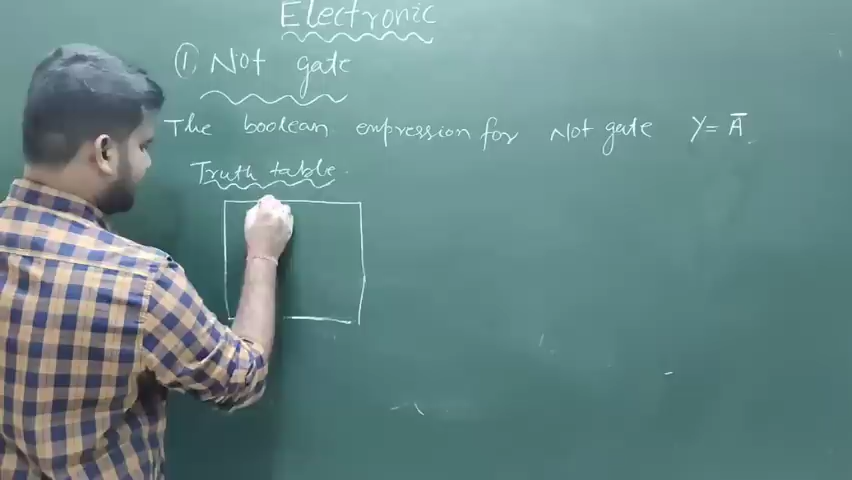 Electronic
① Not gate
The boolean expression for Not gate Y = A̅
Truth table